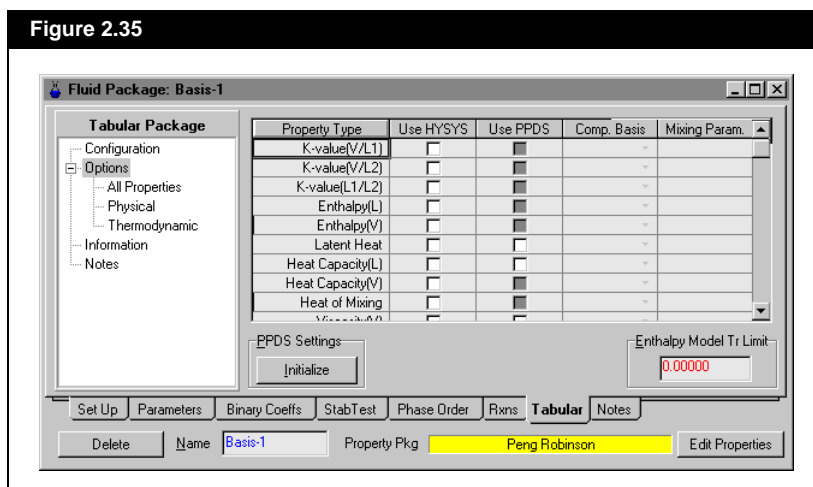 Figure 2.35
Fluid Package: Basis-1
Tabular Package
Configuration
Options
All Properties
Physical
Thermodynamic
Information
Notes
Property Type Use HYSYS Use PPDS Comp. Basis Mixing Param.
K-value(V/L1)
K-value(V/L2)
K-value(L1/L2)
Enthalpy(L)
Enthalpy(V)
Latent Heat
Heat Capacity(L)
Heat Capacity(V)
Heat of Mixing
PPDS Settings
Initialize
Enthalpy Model Tr Limit
0.00000
Set Up Parameters Binary Coeffs StabTest Phase Order Rxns Tabular Notes
Delete Name Basis-1 Property Pkg Peng Robinson Edit Properties